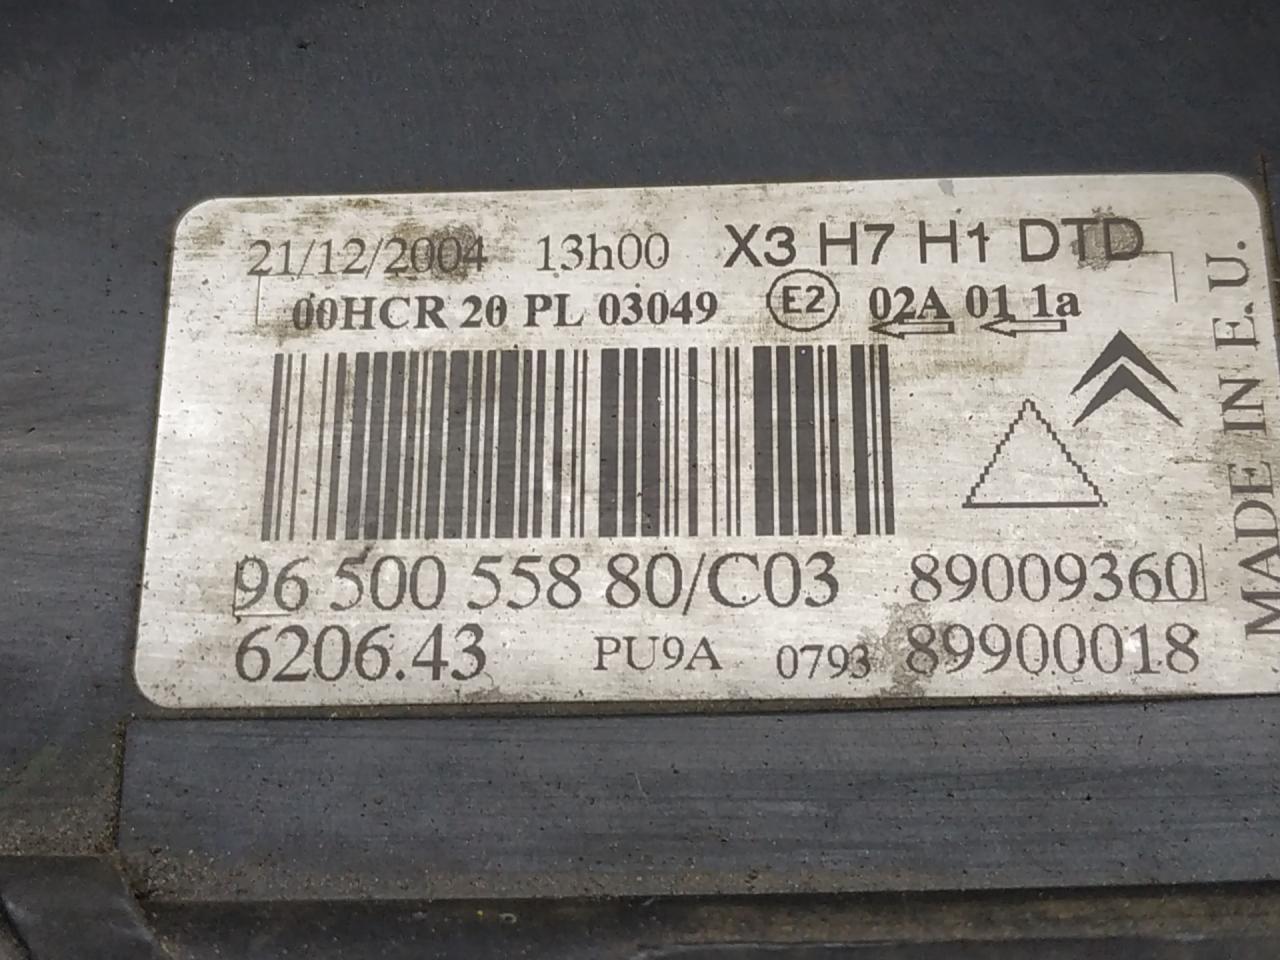 21/12/2004 13h00 X3 H7 H1 DTD
00HCR 20 PL 03049 E2 02A 01 1a
96 500 558 80/C03 89009360
6206.43 PU9A 0793 89900018
MADE IN E.U.